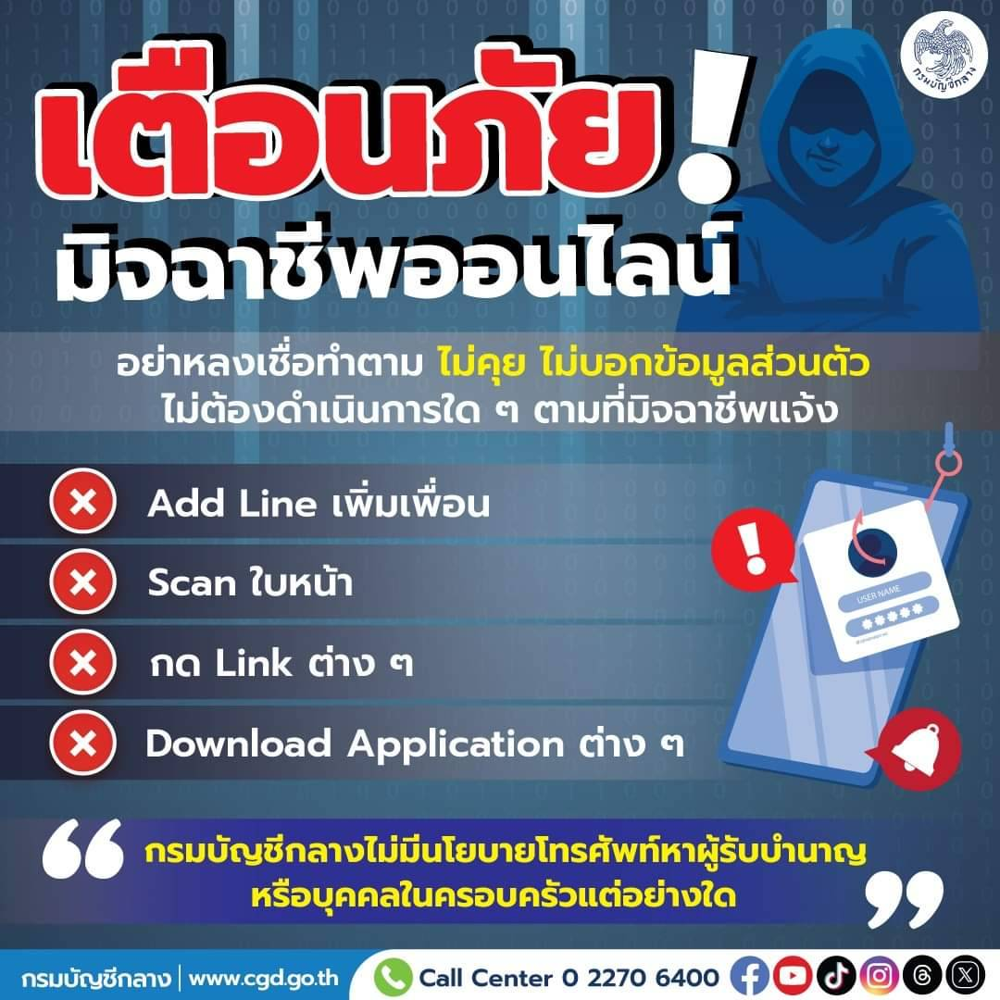 กรมบัญชีกลาง
เตือนภัย!
มิจฉาชีพออนไลน์
อย่าหลงเชื่อทำตาม ไม่คุย ไม่บอกข้อมูลส่วนตัว
ไม่ต้องดำเนินการใด ๆ ตามที่มิจฉาชีพแจ้ง
Add Line เพิ่มเพื่อน
Scan ใบหน้า
กด Link ต่าง ๆ
Download Application ต่าง ๆ
USER NAME
“กรมบัญชีกลางไม่มีนโยบายโทรศัพท์หาผู้รับบำนาญ
หรือบุคคลในครอบครัวแต่อย่างใด”
กรมบัญชีกลาง | www.cgd.go.th Call Center 0 2270 6400